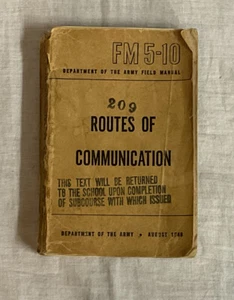 FM 5-10
DEPARTMENT OF THE ARMY FIELD MANUAL
209
ROUTES OF
COMMUNICATION
THIS TEXT WILL BE RETURNED
TO THE SCHOOL UPON COMPLETION
OF SUBCOURSE WITH WHICH ISSUED
DEPARTMENT OF THE ARMY • AUGUST